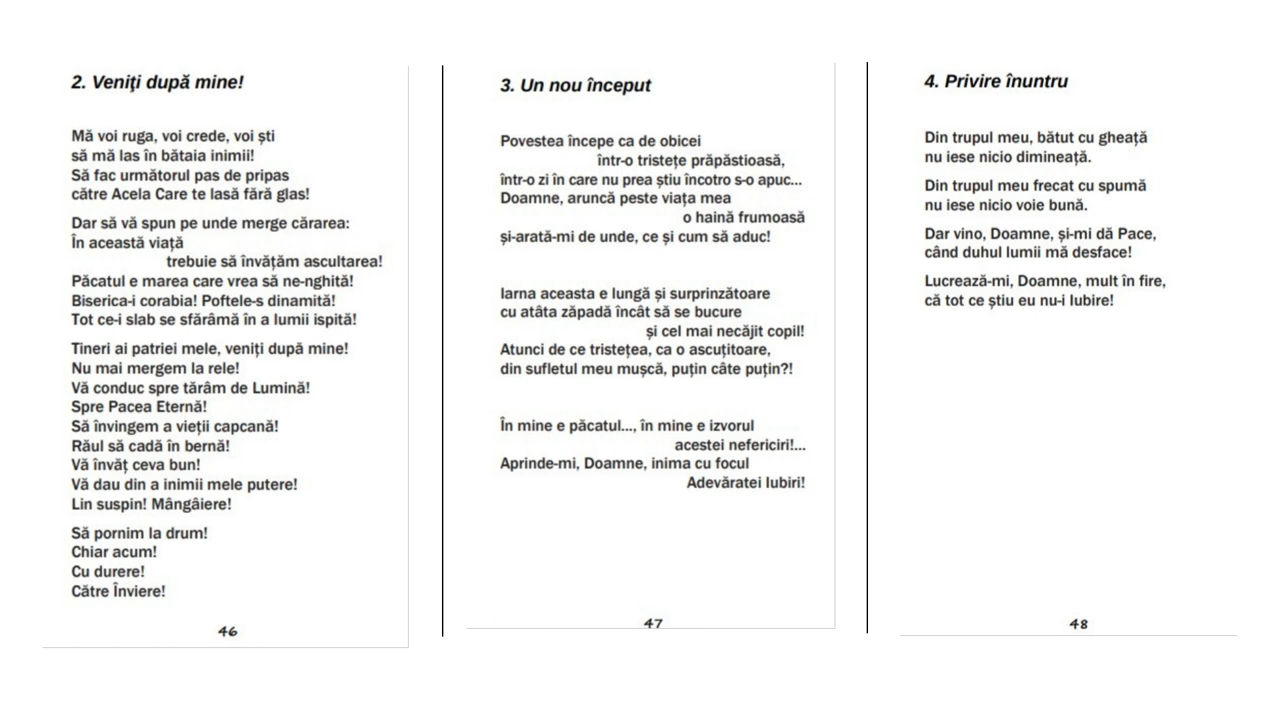 2. Veniţi după mine!
Mă voi ruga, voi crede, voi ști
să mă las în bătaia inimii!
Să fac următorul pas de pripas
către Acela Care te lasă fără glas!
Dar să vă spun pe unde merge cărarea:
În această viață
trebuie să învățăm ascultarea!
Păcatul e marea care vrea să ne-nghită!
Biserica-i corabia! Poftele-s dinamită!
Tot ce-i slab se sfărâmă în a lumii ispită!
Tineri ai patriei mele, veniți după mine!
Nu mai mergem la rele!
Vă conduc spre tărâm de Lumină!
Spre Pacea Eternă!
Să învingem a vieții capcană!
Răul să cadă în bernă!
Vă învăț ceva bun!
Vă dau din a inimii mele putere!
Lin suspin! Mângâiere!
Să pornim la drum!
Chiar acum!
Cu durere!
Către Înviere!
46
3. Un nou început
Povestea începe ca de obicei
într-o tristețe prăpăstioasă,
într-o zi în care nu prea știu încotro s-o apuc...
Doamne, aruncă peste viața mea
o haină frumoasă
și-arată-mi de unde, ce și cum să aduc!
Iarna aceasta e lungă și surprinzătoare
cu atâta zăpadă încât să se bucure
și cel mai necăjit copil!
Atunci de ce tristețea, ca o ascuțitoare,
din sufletul meu mușcă, puțin câte puțin?!
În mine e păcatul..., în mine e izvorul
acestei nefericiri!...
Aprinde-mi, Doamne, inima cu focul
Adevăratei Iubiri!
47
4. Privire înuntru
Din trupul meu, bătut cu gheață
nu iese nicio dimineață.
Din trupul meu frecat cu spumă
nu iese nicio voie bună.
Dar vino, Doamne, și-mi dă Pace,
când duhul lumii mă desface!
Lucrează-mi, Doamne, mult în fire,
că tot ce știu eu nu-i Iubire!
48